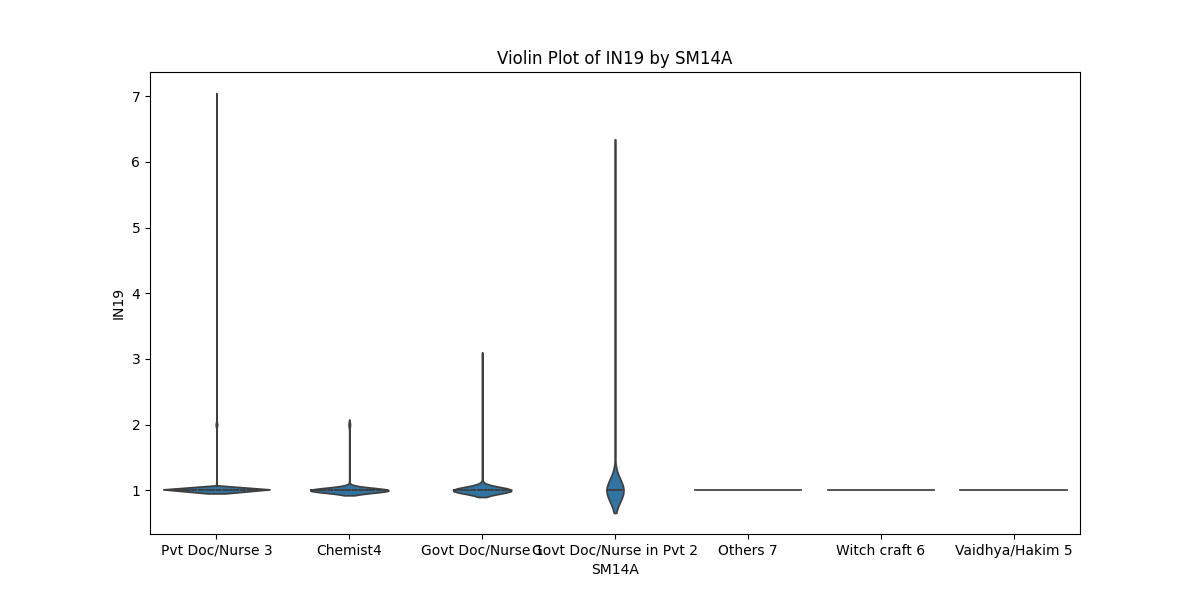 Violin Plot of IN19 by SM14A
7
6
5
4
3
2
1
IN19
Pvt Doc/Nurse 3 Chemist4 Govt Doc/Nurse 1 Govt Doc/Nurse in Pvt 2 Others 7 Witch craft 6 Vaidhya/Hakim 5
SM14A